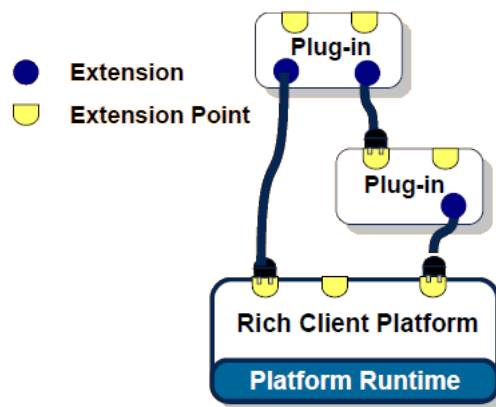 Plug-in
Extension
Extension Point
Plug-in
Rich Client Platform
Platform Runtime